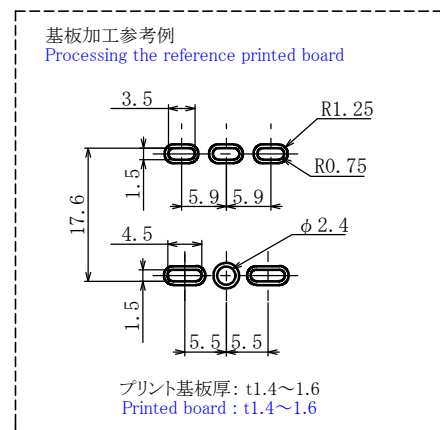 基板加工参考例
Processing the reference printed board
3.5
R1.25
R0.75
1.5
5.9 5.9
17.6
4.5
φ2.4
1.5
5.5 5.5
プリント基板厚：t1.4～1.6
Printed board : t1.4～1.6